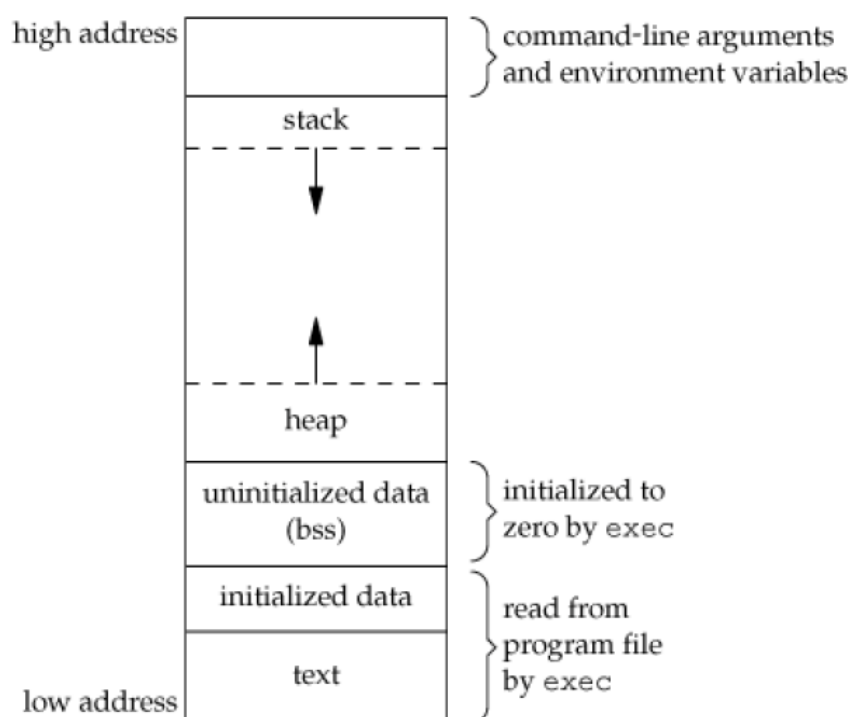 high address
command-line arguments
and environment variables
stack
heap
uninitialized data
(bss)
initialized to
zero by exec
initialized data
read from
program file
by exec
text
low address